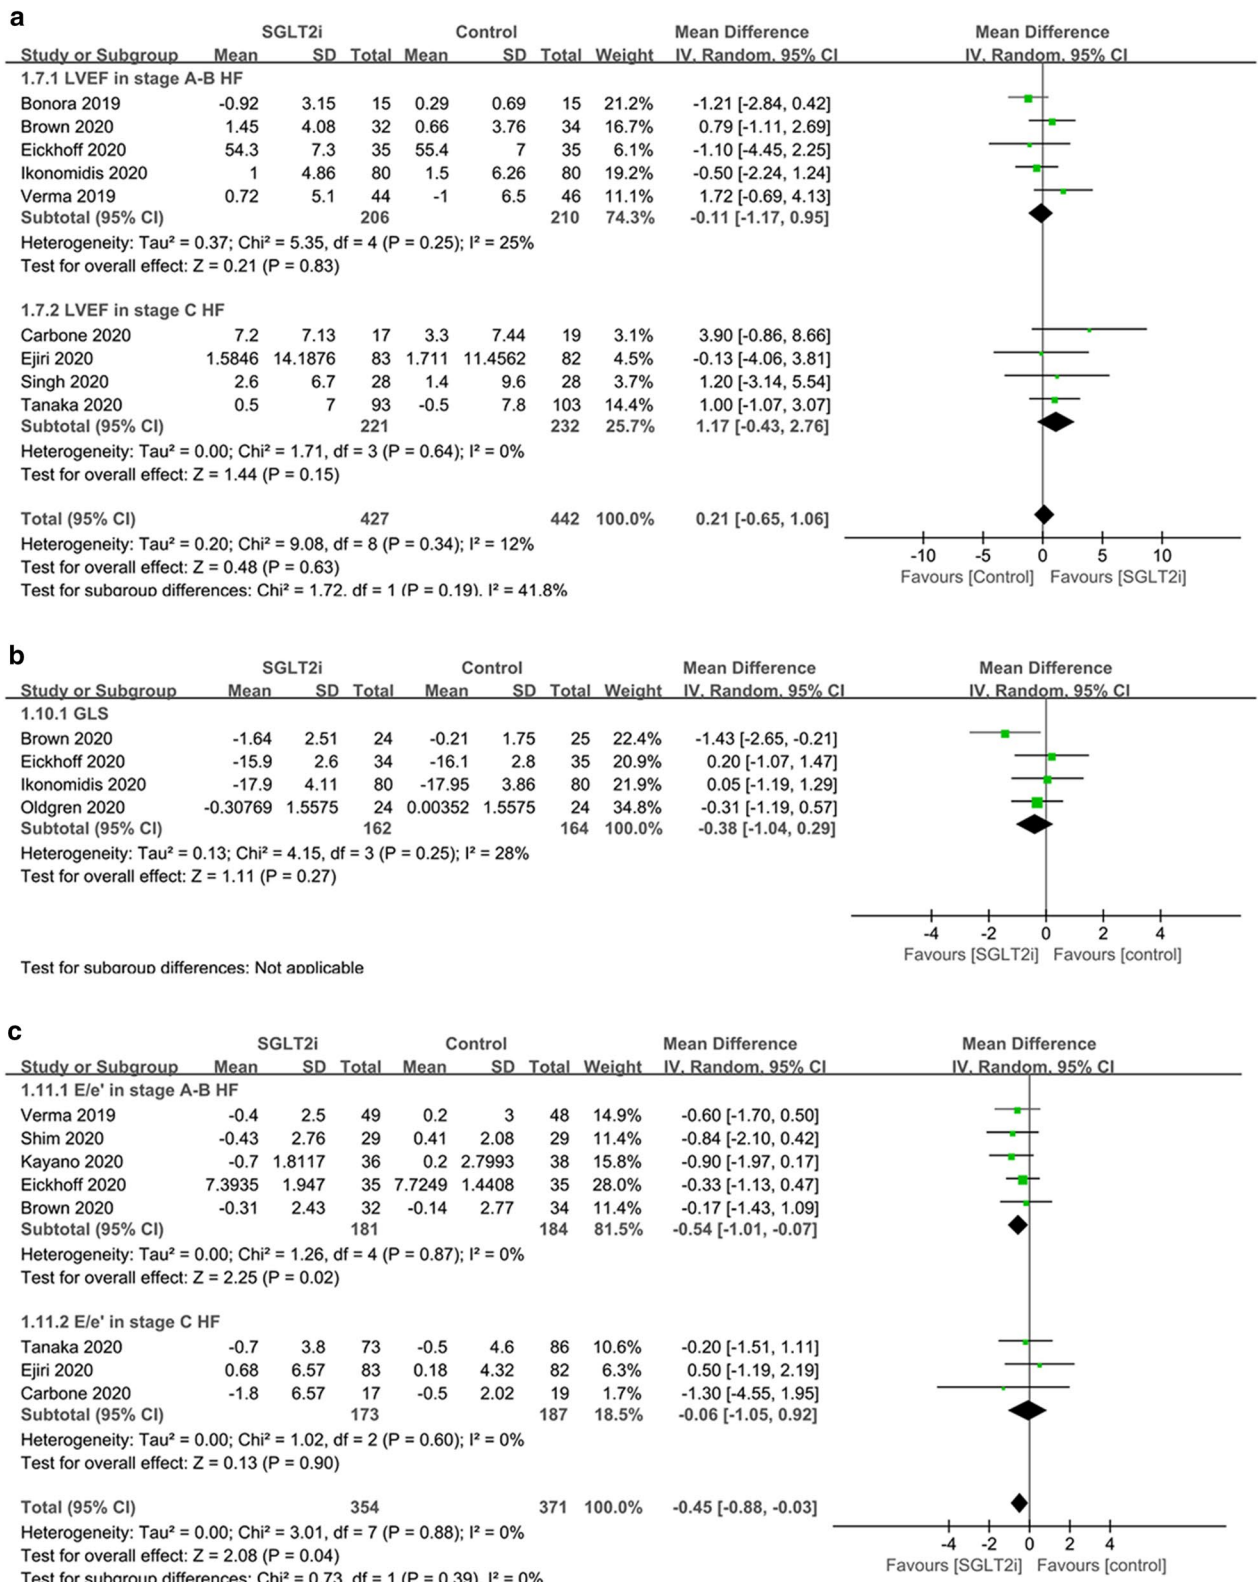 a
SGLT2i Control Mean Difference Mean Difference
Study or Subgroup Mean SD Total Mean SD Total Weight IV, Random, 95% CI IV, Random, 95% CI
1.7.1 LVEF in stage A-B HF
Bonora 2019 -0.92 3.15 15 0.29 0.69 15 21.2% -1.21 [-2.84, 0.42]
Brown 2020 1.45 4.08 32 0.66 3.76 34 16.7% 0.79 [-1.11, 2.69]
Eickhoff 2020 54.3 7.3 35 55.4 7 35 6.1% -1.10 [-4.45, 2.25]
Ikonomidis 2020 1 4.86 80 1.5 6.26 80 19.2% -0.50 [-2.24, 1.24]
Verma 2019 0.72 5.1 44 -1 6.5 46 11.1% 1.72 [-0.69, 4.13]
Subtotal (95% CI) 206 210 74.3% -0.11 [-1.17, 0.95]
Heterogeneity: Tau² = 0.37; Chi² = 5.35, df = 4 (P = 0.25); I² = 25%
Test for overall effect: Z = 0.21 (P = 0.83)
1.7.2 LVEF in stage C HF
Carbone 2020 7.2 7.13 17 3.3 7.44 19 3.1% 3.90 [-0.86, 8.66]
Ejiri 2020 1.5846 14.1876 83 1.711 11.4562 82 4.5% -0.13 [-4.06, 3.81]
Singh 2020 2.6 6.7 28 1.4 9.6 28 3.7% 1.20 [-3.14, 5.54]
Tanaka 2020 0.5 7 93 -0.5 7.8 103 14.4% 1.00 [-1.07, 3.07]
Subtotal (95% CI) 221 232 25.7% 1.17 [-0.43, 2.76]
Heterogeneity: Tau² = 0.00; Chi² = 1.71, df = 3 (P = 0.64); I² = 0%
Test for overall effect: Z = 1.44 (P = 0.15)
Total (95% CI) 427 442 100.0% 0.21 [-0.65, 1.06]
Heterogeneity: Tau² = 0.20; Chi² = 9.08, df = 8 (P = 0.34); I² = 12%
Test for overall effect: Z = 0.48 (P = 0.63)
Test for subgroup differences: Chi² = 1.72, df = 1 (P = 0.19), I² = 41.8%
-10 -5 0 5 10
Favours [Control] Favours [SGLT2i]
b
SGLT2i Control Mean Difference Mean Difference
Study or Subgroup Mean SD Total Mean SD Total Weight IV, Random, 95% CI IV, Random, 95% CI
1.10.1 GLS
Brown 2020 -1.64 2.51 24 -0.21 1.75 25 22.4% -1.43 [-2.65, -0.21]
Eickhoff 2020 -15.9 2.6 34 -16.1 2.8 35 20.9% 0.20 [-1.07, 1.47]
Ikonomidis 2020 -17.9 4.11 80 -17.95 3.86 80 21.9% 0.05 [-1.19, 1.29]
Oldgren 2020 -0.30769 1.5575 24 0.00352 1.5575 24 34.8% -0.31 [-1.19, 0.57]
Subtotal (95% CI) 162 164 100.0% -0.38 [-1.04, 0.29]
Heterogeneity: Tau² = 0.13; Chi² = 4.15, df = 3 (P = 0.25); I² = 28%
Test for overall effect: Z = 1.11 (P = 0.27)
-4 -2 0 2 4
Favours [SGLT2i] Favours [control]
Test for subgroup differences: Not applicable
c
SGLT2i Control Mean Difference Mean Difference
Study or Subgroup Mean SD Total Mean SD Total Weight IV, Random, 95% CI IV, Random, 95% CI
1.11.1 E/e' in stage A-B HF
Verma 2019 -0.4 2.5 49 0.2 3 48 14.9% -0.60 [-1.70, 0.50]
Shim 2020 -0.43 2.76 29 0.41 2.08 29 11.4% -0.84 [-2.10, 0.42]
Kayano 2020 -0.7 1.8117 36 0.2 2.7993 38 15.8% -0.90 [-1.97, 0.17]
Eickhoff 2020 7.3935 1.947 35 7.7249 1.4408 35 28.0% -0.33 [-1.13, 0.47]
Brown 2020 -0.31 2.43 32 -0.14 2.77 34 11.4% -0.17 [-1.43, 1.09]
Subtotal (95% CI) 181 184 81.5% -0.54 [-1.01, -0.07]
Heterogeneity: Tau² = 0.00; Chi² = 1.26, df = 4 (P = 0.87); I² = 0%
Test for overall effect: Z = 2.25 (P = 0.02)
1.11.2 E/e' in stage C HF
Tanaka 2020 -0.7 3.8 73 -0.5 4.6 86 10.6% -0.20 [-1.51, 1.11]
Ejiri 2020 0.68 6.57 83 0.18 4.32 82 6.3% 0.50 [-1.19, 2.19]
Carbone 2020 -1.8 6.57 17 -0.5 2.02 19 1.7% -1.30 [-4.55, 1.95]
Subtotal (95% CI) 173 187 18.5% -0.06 [-1.05, 0.92]
Heterogeneity: Tau² = 0.00; Chi² = 1.02, df = 2 (P = 0.60); I² = 0%
Test for overall effect: Z = 0.13 (P = 0.90)
Total (95% CI) 354 371 100.0% -0.45 [-0.88, -0.03]
Heterogeneity: Tau² = 0.00; Chi² = 3.01, df = 7 (P = 0.88); I² = 0%
Test for overall effect: Z = 2.08 (P = 0.04)
Test for subgroup differences: Chi² = 0.73, df = 1 (P = 0.39), I² = 0%
-4 -2 0 2 4
Favours [SGLT2i] Favours [control]